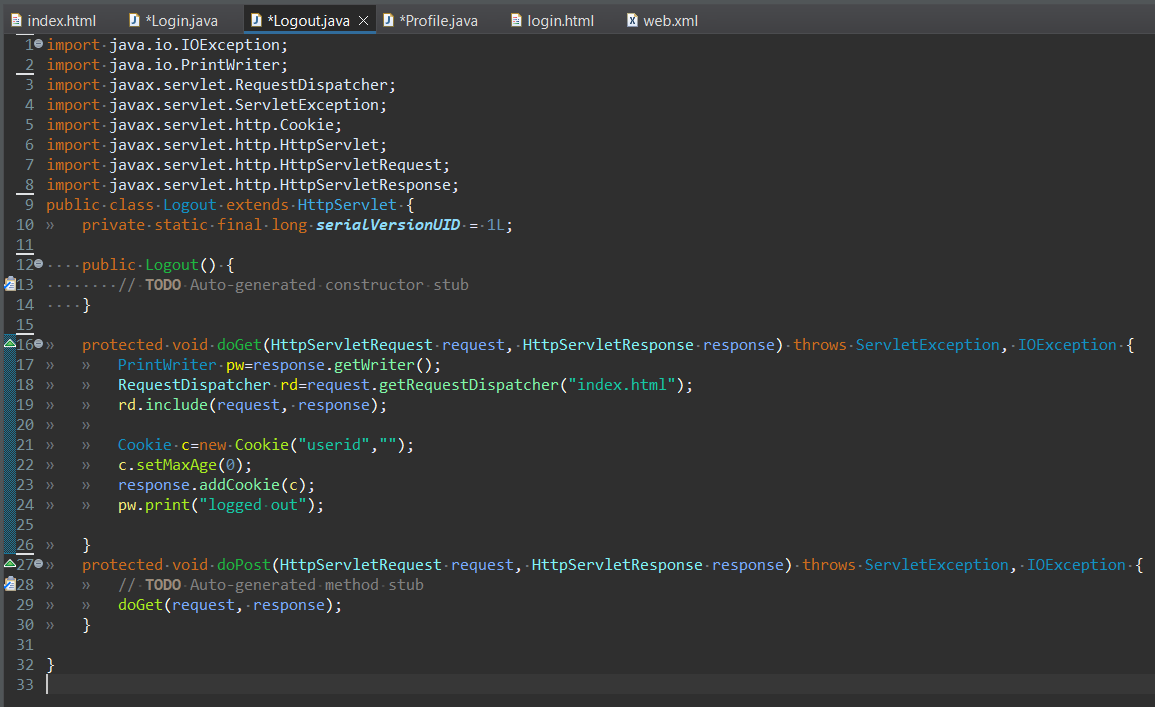 index.html *Login.java *Logout.java *Profile.java login.html web.xml
1 import java.io.IOException;
2 import java.io.PrintWriter;
3 import javax.servlet.RequestDispatcher;
4 import javax.servlet.ServletException;
5 import javax.servlet.http.Cookie;
6 import javax.servlet.http.HttpServlet;
7 import javax.servlet.http.HttpServletRequest;
8 import javax.servlet.http.HttpServletResponse;
9 public class Logout extends HttpServlet {
10 private static final long serialVersionUID = 1L;
11
12 public Logout() {
13 // TODO Auto-generated constructor stub
14 }
15
16 protected void doGet(HttpServletRequest request, HttpServletResponse response) throws ServletException, IOException {
17 PrintWriter pw=response.getWriter();
18 RequestDispatcher rd=request.getRequestDispatcher("index.html");
19 rd.include(request, response);
20
21 Cookie c=new Cookie("userid","");
22 c.setMaxAge(0);
23 response.addCookie(c);
24 pw.print("logged out");
25
26 }
27 protected void doPost(HttpServletRequest request, HttpServletResponse response) throws ServletException, IOException {
28 // TODO Auto-generated method stub
29 doGet(request, response);
30 }
31
32 }
33